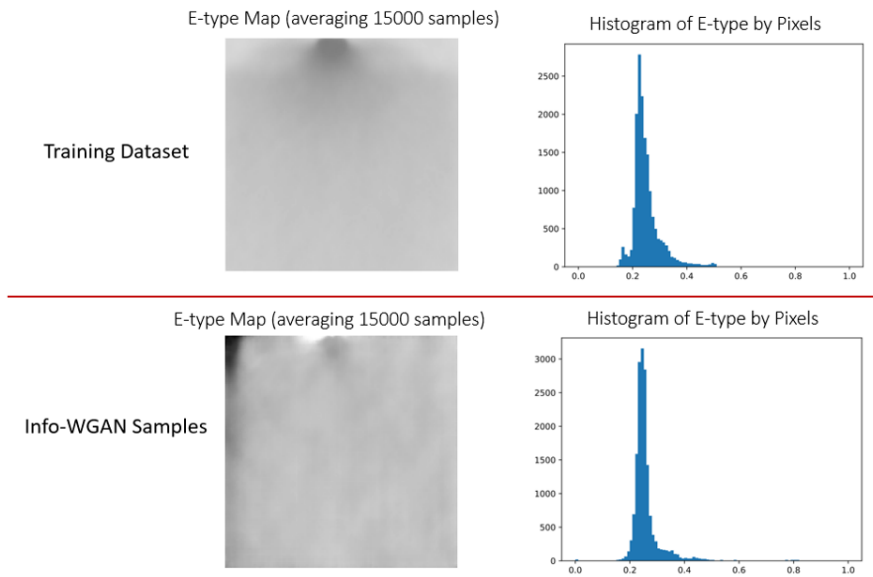 E-type Map (averaging 15000 samples)
Histogram of E-type by Pixels
Training Dataset
2500
2000
1500
1000
500
0
0.0 0.2 0.4 0.6 0.8 1.0
E-type Map (averaging 15000 samples)
Histogram of E-type by Pixels
Info-WGAN Samples
3000
2500
2000
1500
1000
500
0
0.0 0.2 0.4 0.6 0.8 1.0